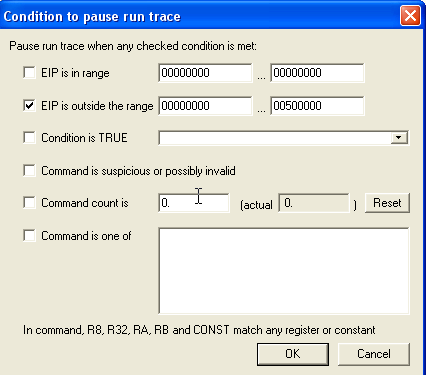 Condition to pause run trace
Pause run trace when any checked condition is met:
EIP is in range 00000000 ... 00000000
EIP is outside the range 00000000 ... 00500000
Condition is TRUE
Command is suspicious or possibly invalid
Command count is 0. (actual 0. ) Reset
Command is one of
In command, R8, R32, RA, RB and CONST match any register or constant
OK Cancel